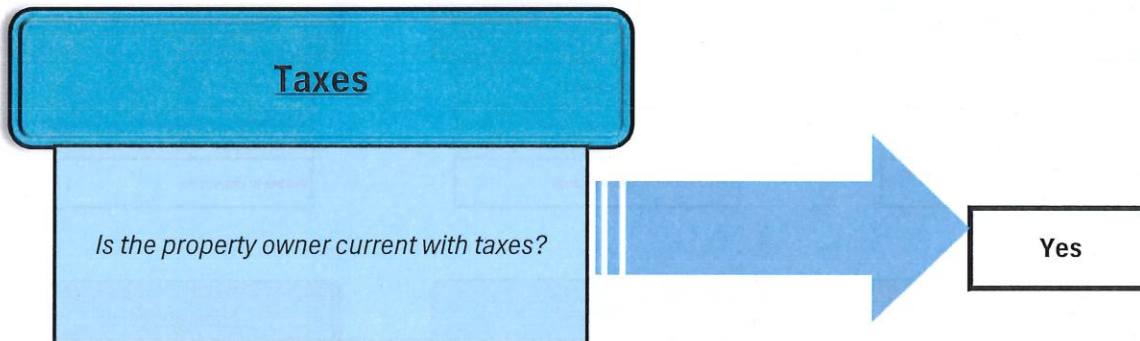 Taxes
Is the property owner current with taxes?
Yes